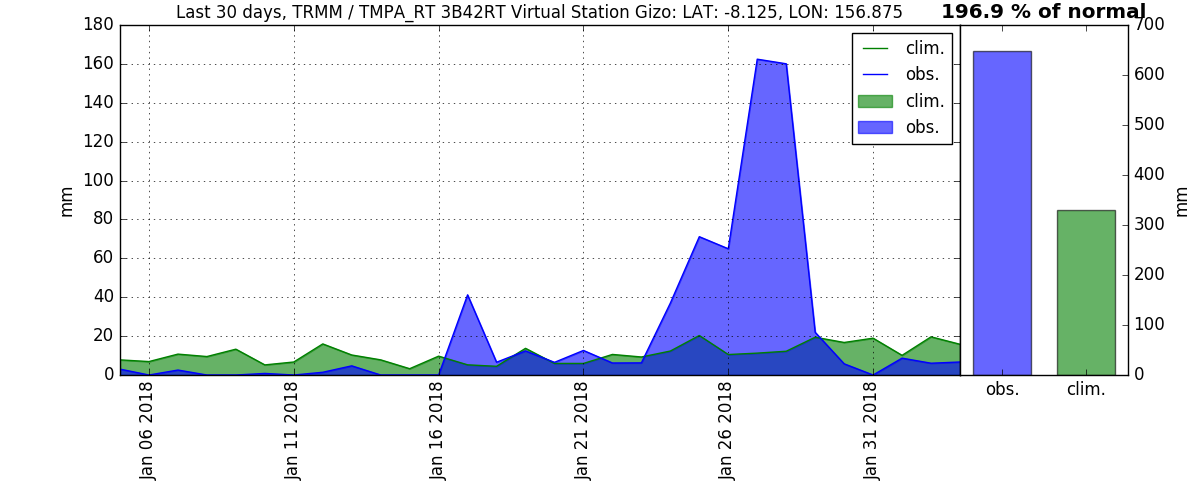 Last 30 days, TRMM / TMPA_RT 3B42RT Virtual Station Gizo: LAT: -8.125, LON: 156.875
196.9 % of normal
180
160
140
120
100
80
60
40
20
0
mm
clim.
obs.
clim.
obs.
Jan 06 2018
Jan 11 2018
Jan 16 2018
Jan 21 2018
Jan 26 2018
Jan 31 2018
700
600
500
400
300
200
100
0
mm
obs.
clim.